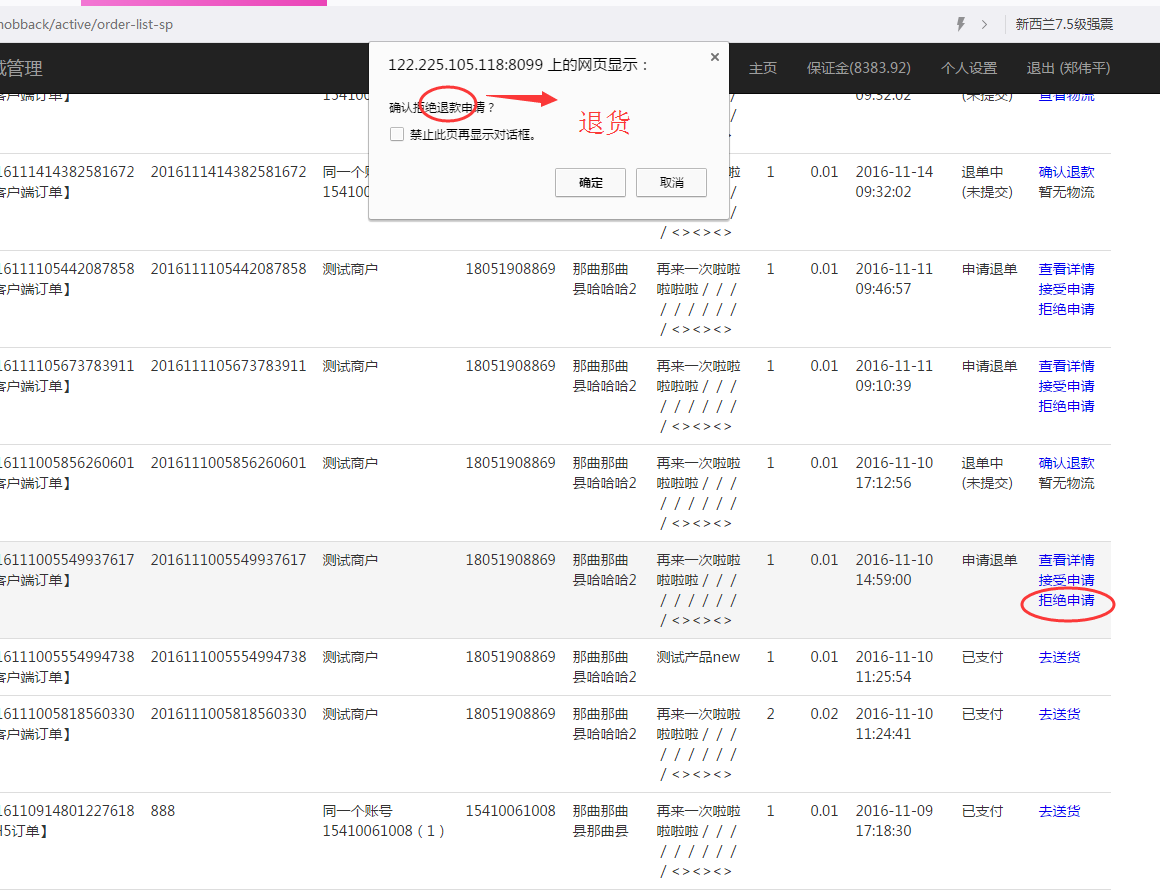 nobback/active/order-list-sp
新西兰7.5级强震
管理
主页 保证金(8383.92) 个人设置 退出 (郑伟平)
122.225.105.118:8099 上的网页显示：
确认拒绝退款申请？
退货
禁止此页再显示对话框。
确定 取消
客户端订单】 15410 / 09:32:02 (未提交) 查看物流
/
16111414382581672 2016111414382581672 同一个账 啦 1 0.01 2016-11-14 退单中 确认退款
客户端订单】 15410 / 09:32:02 (未提交) 暂无物流
/
/ <><><>
16111105442087858 2016111105442087858 测试商户 18051908869 那曲那曲 再来一次啦啦 1 0.01 2016-11-11 申请退单 查看详情
客户端订单】 县哈哈哈2 啦啦啦 / / / 09:46:57 接受申请
/ / / / / / 拒绝申请
/ <><><>
16111105673783911 2016111105673783911 测试商户 18051908869 那曲那曲 再来一次啦啦 1 0.01 2016-11-11 申请退单 查看详情
客户端订单】 县哈哈哈2 啦啦啦 / / / 09:10:39 接受申请
/ / / / / / 拒绝申请
/ <><><>
16111005856260601 2016111005856260601 测试商户 18051908869 那曲那曲 再来一次啦啦 1 0.01 2016-11-10 退单中 确认退款
客户端订单】 县哈哈哈2 啦啦啦 / / / 17:12:56 (未提交) 暂无物流
/ / / / / /
/ <><><>
16111005549937617 2016111005549937617 测试商户 18051908869 那曲那曲 再来一次啦啦 1 0.01 2016-11-10 申请退单 查看详情
客户端订单】 县哈哈哈2 啦啦啦 / / / 14:59:00 接受申请
/ / / / / / 拒绝申请
/ <><><>
16111005554994738 2016111005554994738 测试商户 18051908869 那曲那曲 测试产品new 1 0.01 2016-11-10 已支付 去送货
客户端订单】 县哈哈哈2 11:25:54
16111005818560330 2016111005818560330 测试商户 18051908869 那曲那曲 再来一次啦啦 2 0.02 2016-11-10 已支付 去送货
客户端订单】 县哈哈哈2 啦啦啦 / / / 11:24:41
/ / / / / /
/ <><><>
16110914801227618 888 同一个账号 15410061008 那曲那曲 再来一次啦啦 1 0.01 2016-11-09 已支付 去送货
H5订单】 15410061008（1） 县那曲县 啦啦啦 / / / 17:18:30
/ / / / / /
/ <><><>